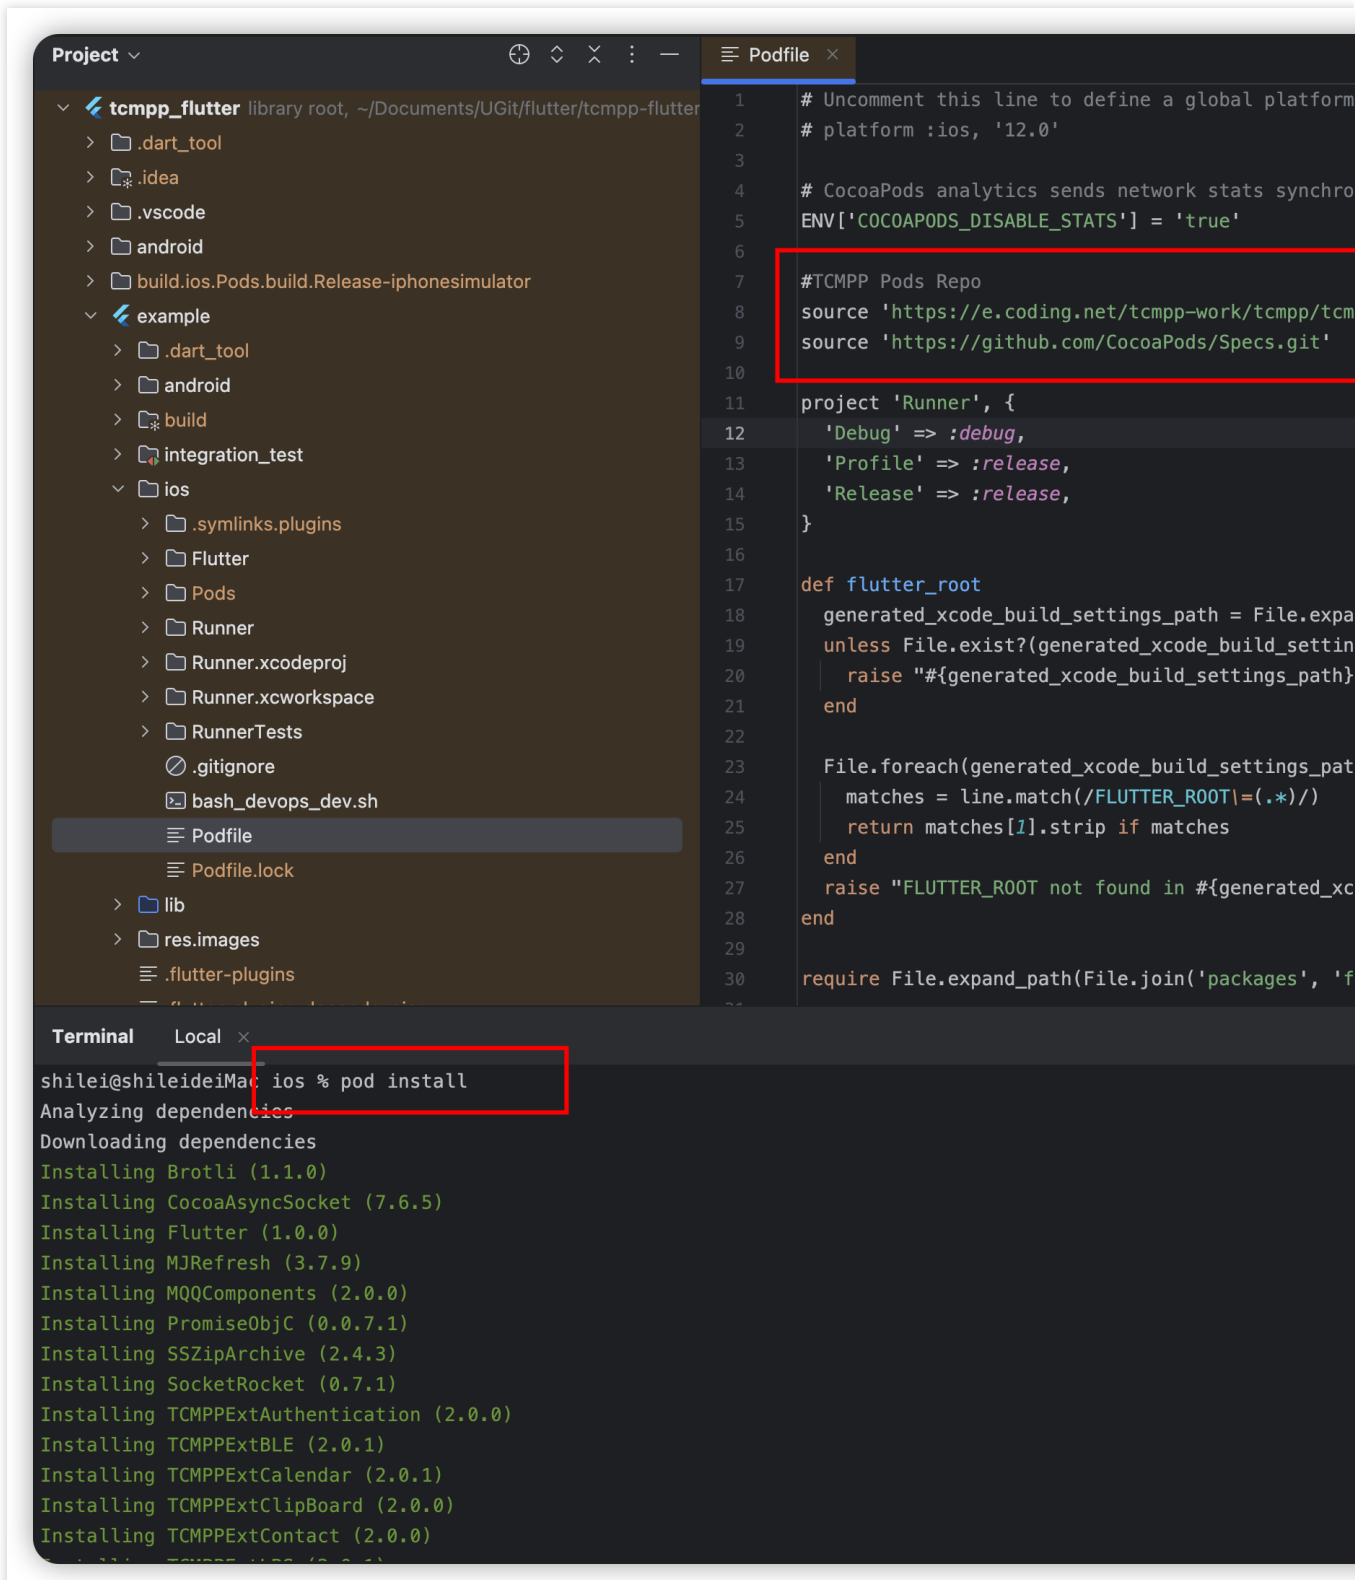 Project
tcmpp_flutter library root, ~/Documents/UGit/flutter/tcmpp-flutter
.dart_tool
.idea
.vscode
android
build.ios.Pods.build.Release-iphonesimulator
example
.dart_tool
android
build
integration_test
ios
.symlinks.plugins
Flutter
Pods
Runner
Runner.xcodeproj
Runner.xcworkspace
RunnerTests
.gitignore
bash_devops_dev.sh
Podfile
Podfile.lock
lib
res.images
.flutter-plugins
Podfile
1 # Uncomment this line to define a global platform
2 # platform :ios, '12.0'
3
4 # CocoaPods analytics sends network stats synchro
5 ENV['COCOAPODS_DISABLE_STATS'] = 'true'
6
7 #TCMPP Pods Repo
8 source 'https://e.coding.net/tcmpp-work/tcmpp/tcm
9 source 'https://github.com/CocoaPods/Specs.git'
10
11 project 'Runner', {
12 'Debug' => :debug,
13 'Profile' => :release,
14 'Release' => :release,
15 }
16
17 def flutter_root
18 generated_xcode_build_settings_path = File.expa
19 unless File.exist?(generated_xcode_build_settin
20 raise "#{generated_xcode_build_settings_path}
21 end
22
23 File.foreach(generated_xcode_build_settings_pat
24 matches = line.match(/FLUTTER_ROOT\=(.*)/)
25 return matches[1].strip if matches
26 end
27 raise "FLUTTER_ROOT not found in #{generated_xc
28 end
29
30 require File.expand_path(File.join('packages', 'f
Terminal Local
shilei@shileideiMac ios % pod install
Analyzing dependencies
Downloading dependencies
Installing Brotli (1.1.0)
Installing CocoaAsyncSocket (7.6.5)
Installing Flutter (1.0.0)
Installing MJRefresh (3.7.9)
Installing MQQComponents (2.0.0)
Installing PromiseObjC (0.0.7.1)
Installing SSZipArchive (2.4.3)
Installing SocketRocket (0.7.1)
Installing TCMPPExtAuthentication (2.0.0)
Installing TCMPPExtBLE (2.0.1)
Installing TCMPPExtCalendar (2.0.1)
Installing TCMPPExtClipBoard (2.0.0)
Installing TCMPPExtContact (2.0.0)